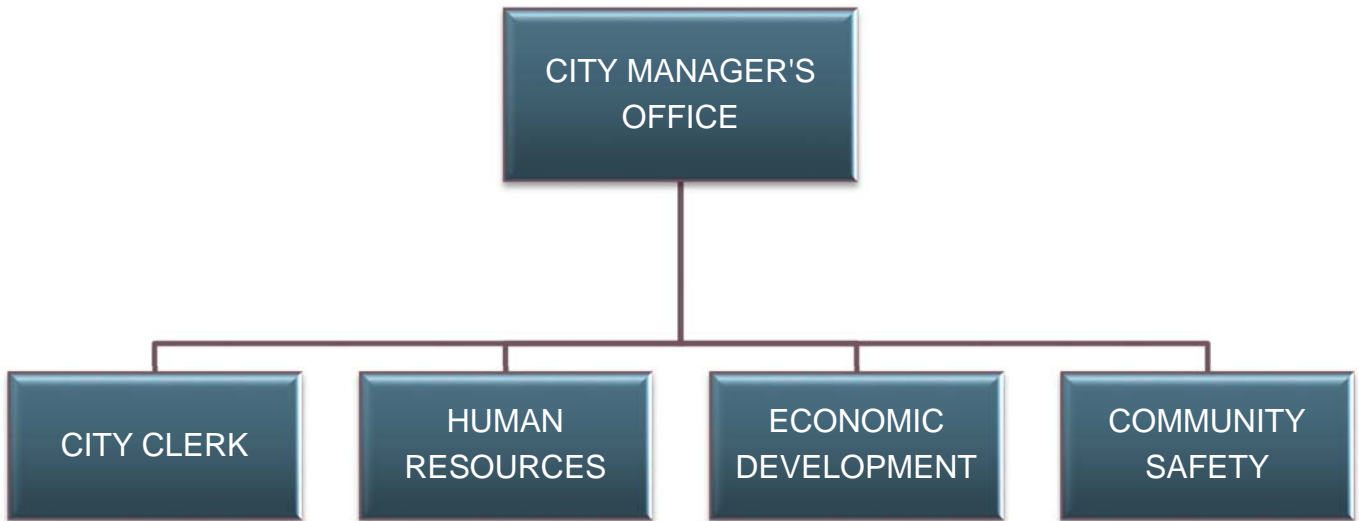 CITY MANAGER'S
OFFICE
CITY CLERK
HUMAN
RESOURCES
ECONOMIC
DEVELOPMENT
COMMUNITY
SAFETY